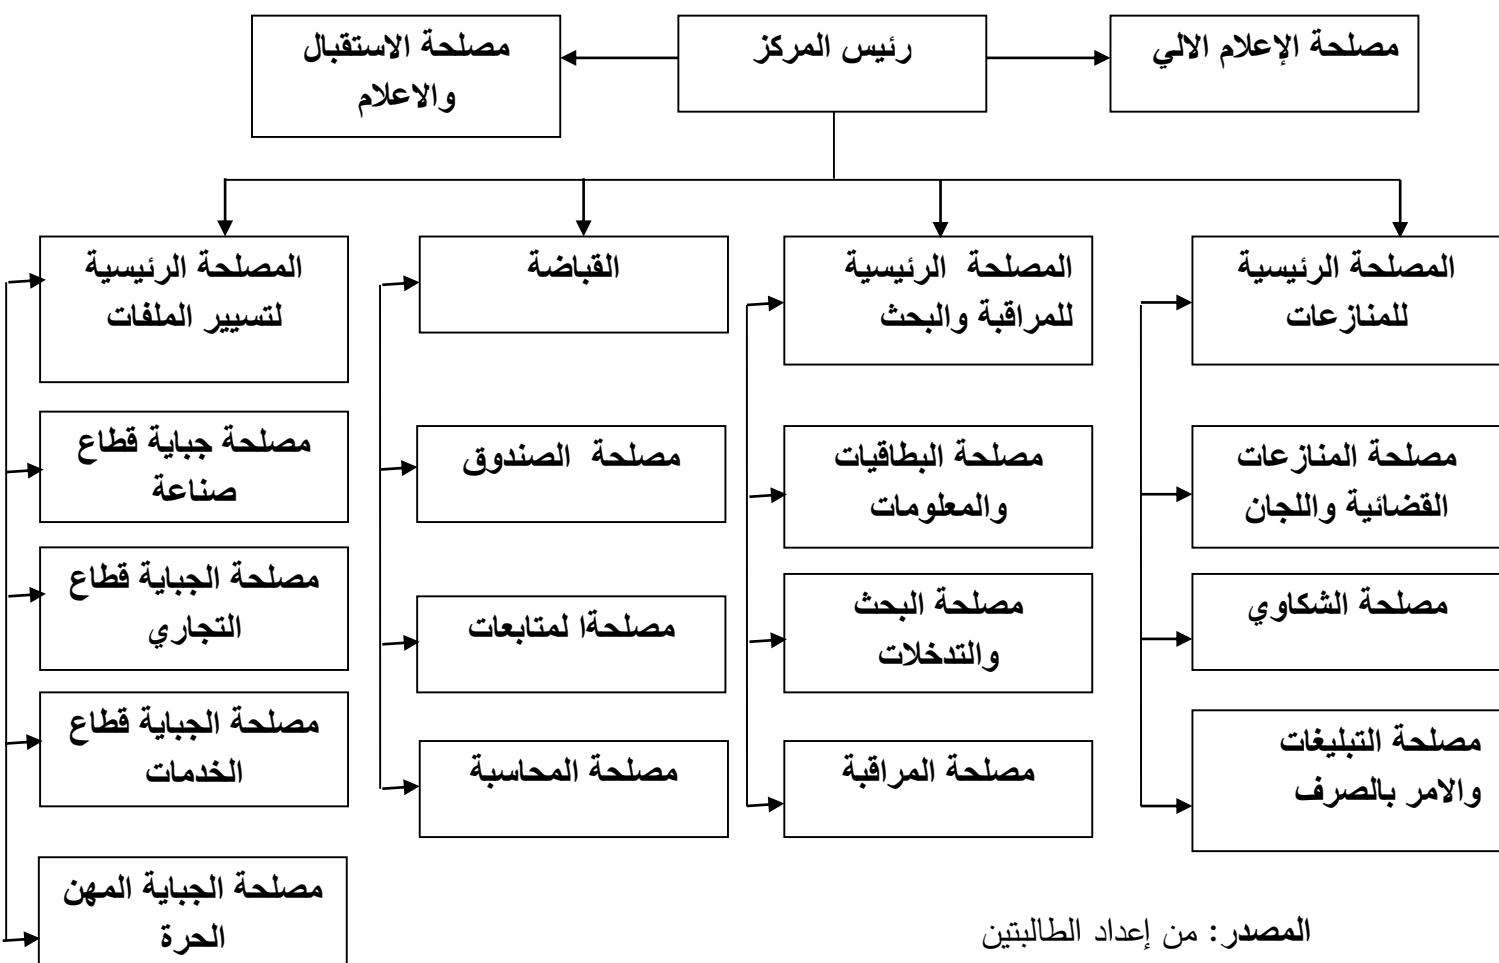 مصلحة الإعلام الالي
رئيس المركز
مصلحة الاستقبال
والاعلام
المصلحة الرئيسية
للمنازعات
المصلحة الرئيسية
للمراقبة والبحث
القباضة
المصلحة الرئيسية
لتسيير الملفات
مصلحة المنازعات
القضائية واللجان
مصلحة البطاقيات
والمعلومات
مصلحة الصندوق
مصلحة جباية قطاع
صناعة
مصلحة الشكاوي
مصلحة البحث
والتدخلات
مصلحةا لمتابعات
مصلحة الجباية قطاع
التجاري
مصلحة التبليغات
والامر بالصرف
مصلحة المراقبة
مصلحة المحاسبة
مصلحة الجباية قطاع
الخدمات
مصلحة الجباية المهن
الحرة
المصدر: من إعداد الطالبتين